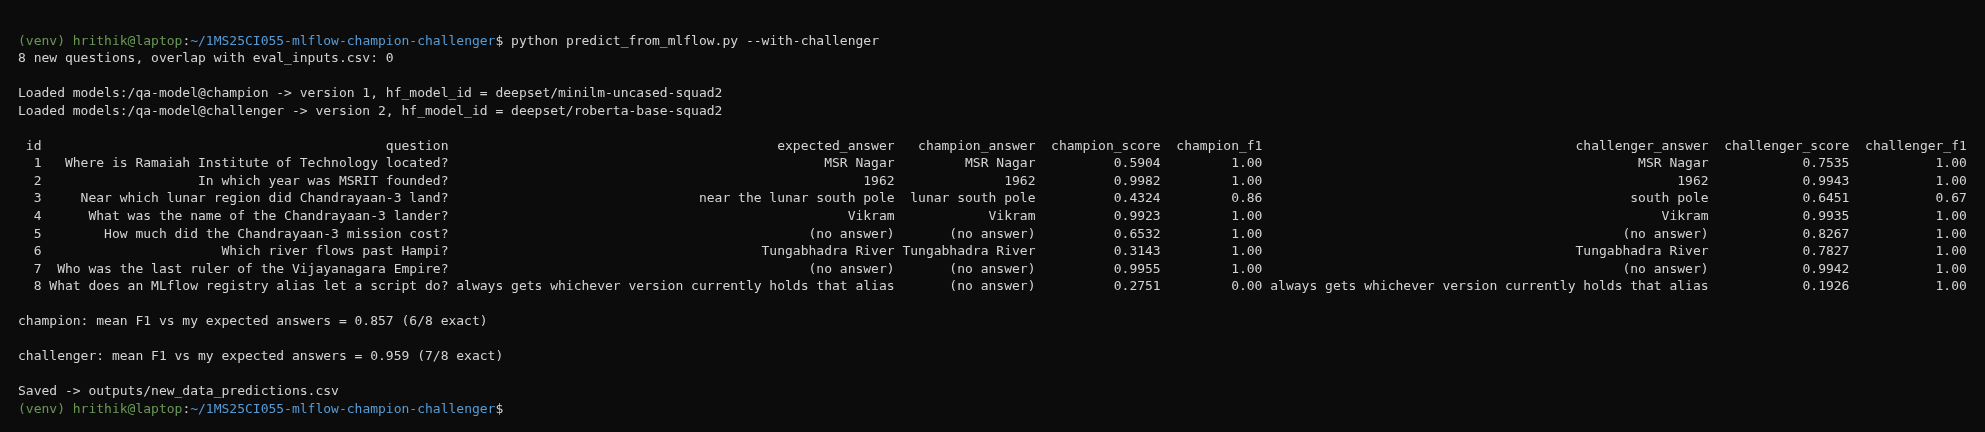 (venv) hrithik@laptop:~/1MS25CI055-mlflow-champion-challenger$ python predict_from_mlflow.py --with-challenger
8 new questions, overlap with eval_inputs.csv: 0
Loaded models:/qa-model@champion -> version 1, hf_model_id = deepset/minilm-uncased-squad2
Loaded models:/qa-model@challenger -> version 2, hf_model_id = deepset/roberta-base-squad2
id question expected_answer champion_answer champion_score champion_f1 challenger_answer challenger_score challenger_f1
1 Where is Ramaiah Institute of Technology located? MSR Nagar MSR Nagar 0.5904 1.00 MSR Nagar 0.7535 1.00
2 In which year was MSRIT founded? 1962 1962 0.9982 1.00 1962 0.9943 1.00
3 Near which lunar region did Chandrayaan-3 land? near the lunar south pole lunar south pole 0.4324 0.86 south pole 0.6451 0.67
4 What was the name of the Chandrayaan-3 lander? Vikram Vikram 0.9923 1.00 Vikram 0.9935 1.00
5 How much did the Chandrayaan-3 mission cost? (no answer) (no answer) 0.6532 1.00 (no answer) 0.8267 1.00
6 Which river flows past Hampi? Tungabhadra River Tungabhadra River 0.3143 1.00 Tungabhadra River 0.7827 1.00
7 Who was the last ruler of the Vijayanagara Empire? (no answer) (no answer) 0.9955 1.00 (no answer) 0.9942 1.00
8 What does an MLflow registry alias let a script do? always gets whichever version currently holds that alias (no answer) 0.2751 0.00 always gets whichever version currently holds that alias 0.1926 1.00
champion: mean F1 vs my expected answers = 0.857 (6/8 exact)
challenger: mean F1 vs my expected answers = 0.959 (7/8 exact)
Saved -> outputs/new_data_predictions.csv
(venv) hrithik@laptop:~/1MS25CI055-mlflow-champion-challenger$